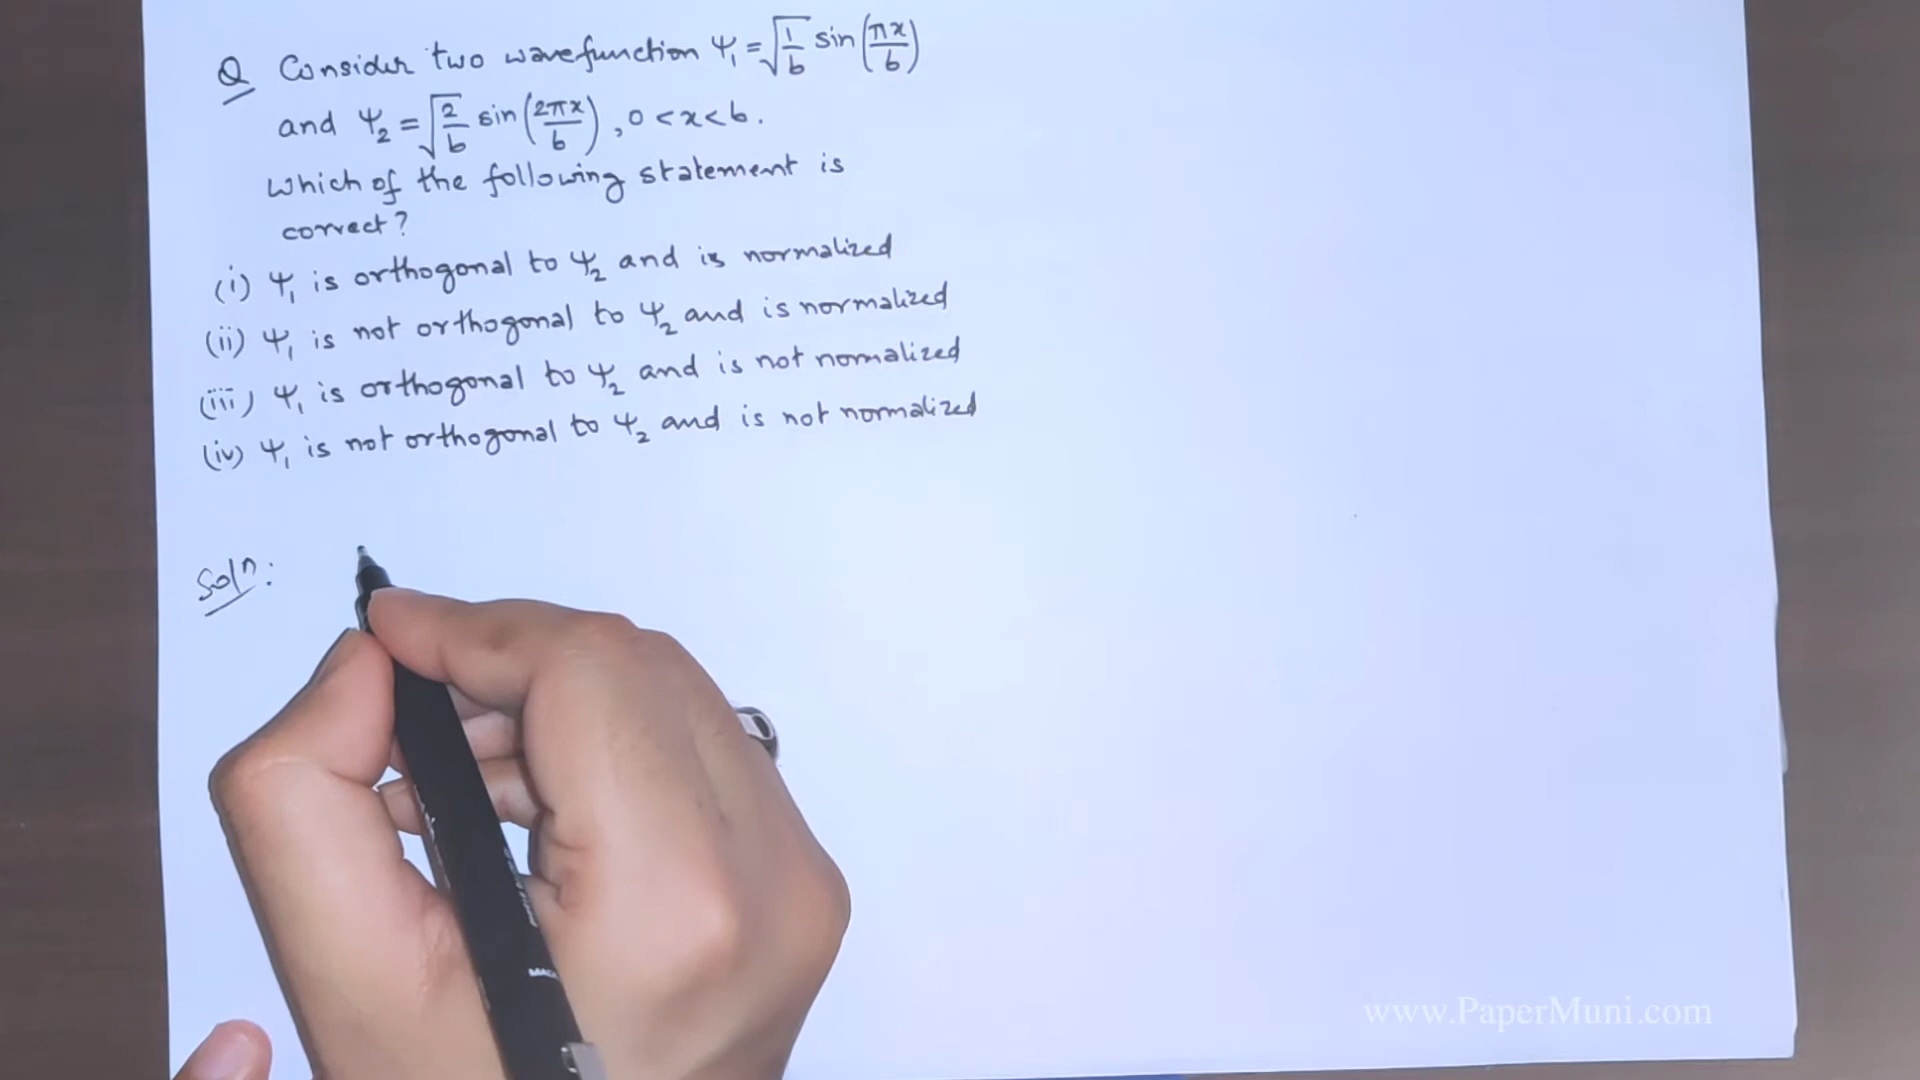 Q Consider two wavefunction Ψ₁ = √(1/b) sin(πx/b)
and Ψ₂ = √(2/b) sin(2πx/b), 0 < x < b.
Which of the following statement is
correct?
(i) Ψ₁ is orthogonal to Ψ₂ and is normalized
(ii) Ψ₁ is not orthogonal to Ψ₂ and is normalized
(iii) Ψ₁ is orthogonal to Ψ₂ and is not normalized
(iv) Ψ₁ is not orthogonal to Ψ₂ and is not normalized
Solⁿ:
www.PaperMuni.com